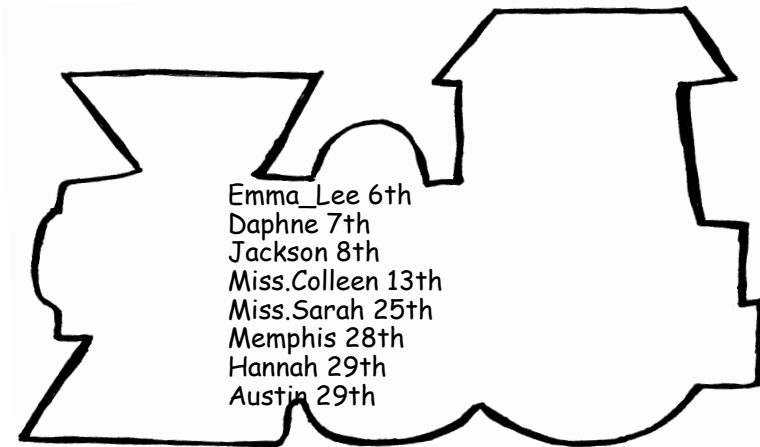 Emma_Lee 6th
Daphne 7th
Jackson 8th
Miss.Colleen 13th
Miss.Sarah 25th
Memphis 28th
Hannah 29th
Austin 29th